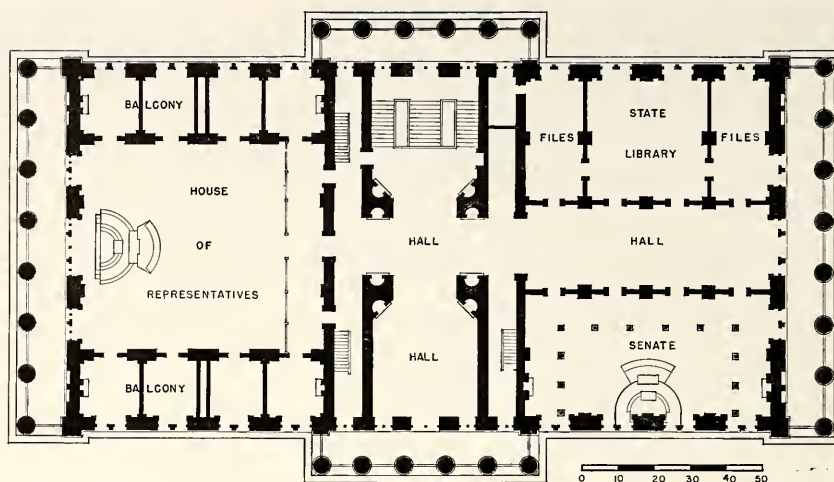 BALCONY
HOUSE
OF
REPRESENTATIVES
BALCONY
HALL
HALL
FILES
STATE
LIBRARY
FILES
HALL
SENATE
0 10 20 30 40 50